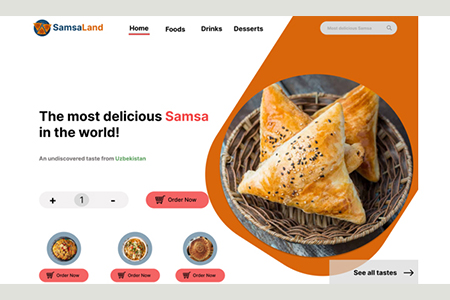 SamsaLand
Home
Foods
Drinks
Desserts
Most delicious flavour
The most delicious Samsa
in the world!
An undiscovered taste from Uzbekistan
+ 1 -
Order Now
Order Now
Order Now
Order Now
See all tastes